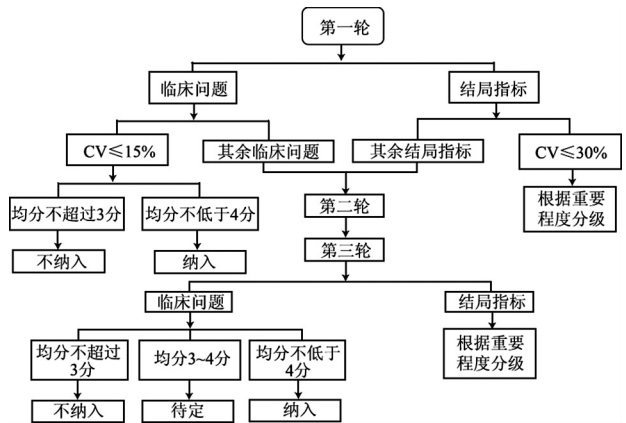 第一轮
临床问题
结局指标
CV≤15%
其余临床问题
其余结局指标
CV≤30%
均分不超过3分
均分不低于4分
第二轮
根据重要
程度分级
不纳入
纳入
第三轮
临床问题
结局指标
均分不超过
3分
均分3~4分
均分不低于
4分
根据重要
程度分级
不纳入
待定
纳入